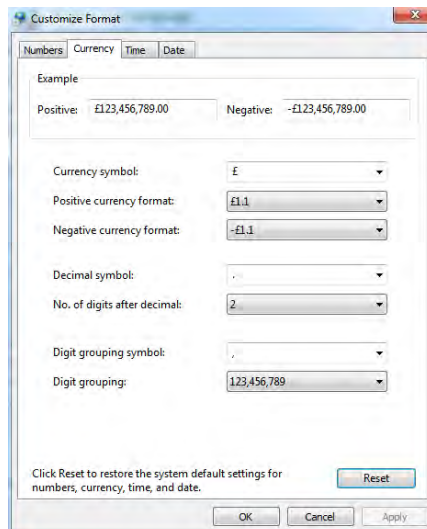 Customize Format
Numbers Currency Time Date
Example
Positive: £123,456,789.00 Negative: -£123,456,789.00
Currency symbol: £
Positive currency format: £1.1
Negative currency format: -£1.1
Decimal symbol: .
No. of digits after decimal: 2
Digit grouping symbol: ,
Digit grouping: 123,456,789
Click Reset to restore the system default settings for
numbers, currency, time, and date.
Reset
OK Cancel Apply